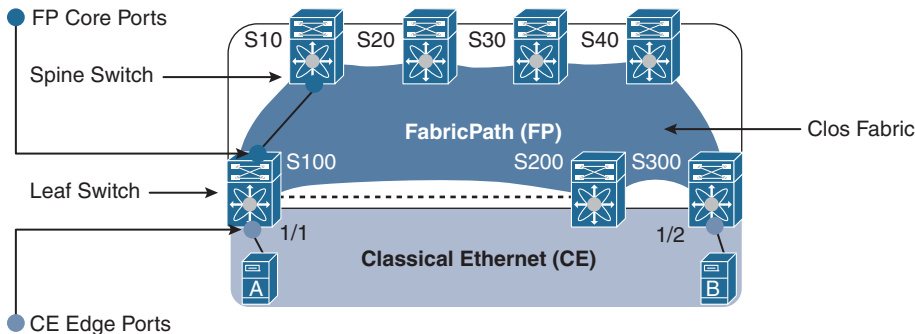 FP Core Ports
S10
S20
S30
S40
Spine Switch
FabricPath (FP)
Clos Fabric
S100
S200
S300
Leaf Switch
1/1
1/2
Classical Ethernet (CE)
A
B
CE Edge Ports